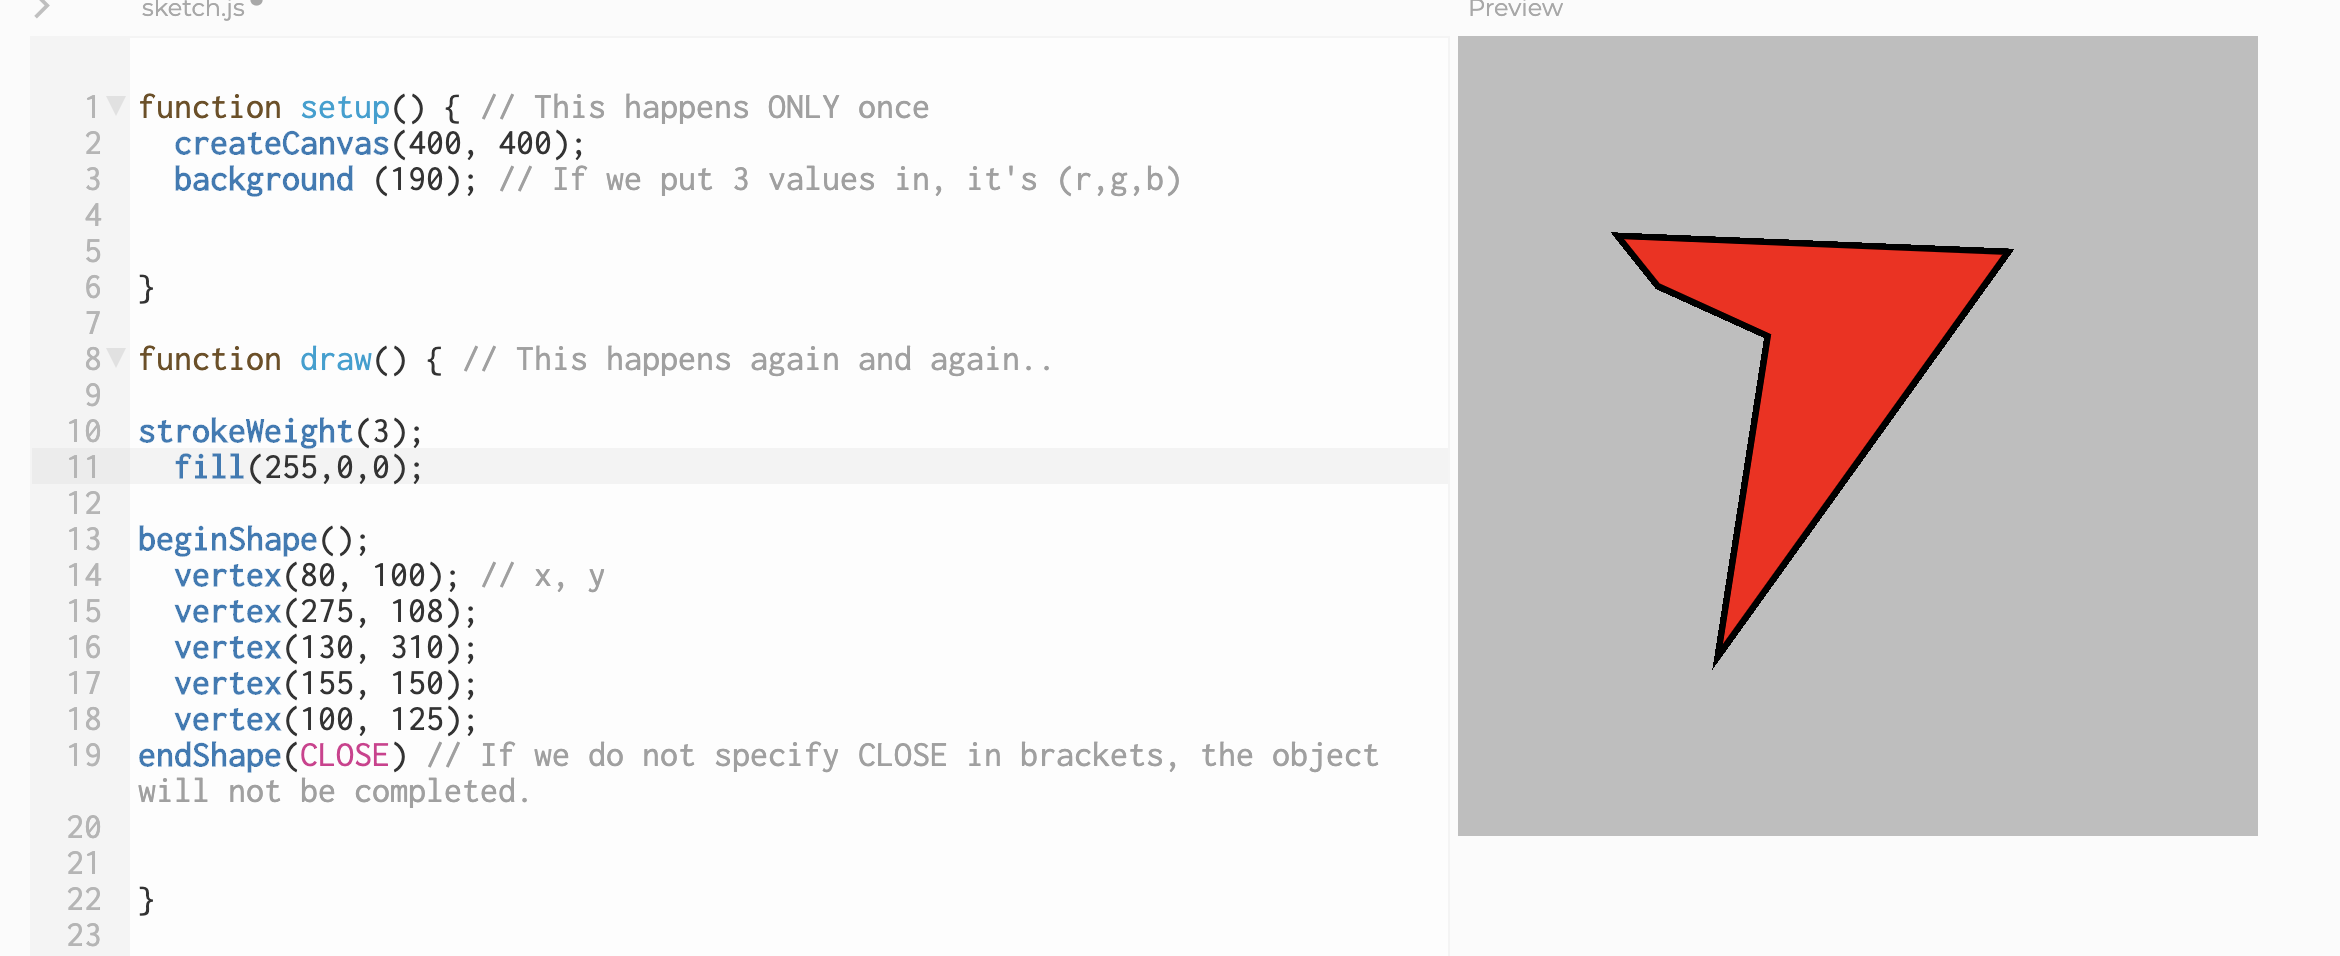 sketch.js
Preview
1 function setup() { // This happens ONLY once
2 createCanvas(400, 400);
3 background (190); // If we put 3 values in, it's (r,g,b)
4
5
6 }
7
8 function draw() { // This happens again and again..
9
10 strokeWeight(3);
11 fill(255,0,0);
12
13 beginShape();
14 vertex(80, 100); // x, y
15 vertex(275, 108);
16 vertex(130, 310);
17 vertex(155, 150);
18 vertex(100, 125);
19 endShape(CLOSE) // If we do not specify CLOSE in brackets, the object
will not be completed.
20
21
22 }
23